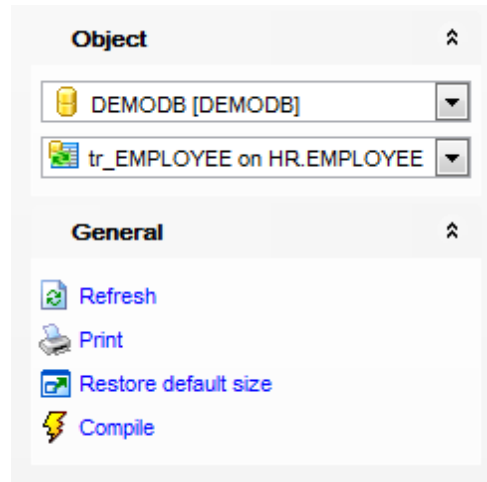 Object
DEMODB [DEMODB]
tr_EMPLOYEE on HR.EMPLOYEE
General
Refresh
Print
Restore default size
Compile